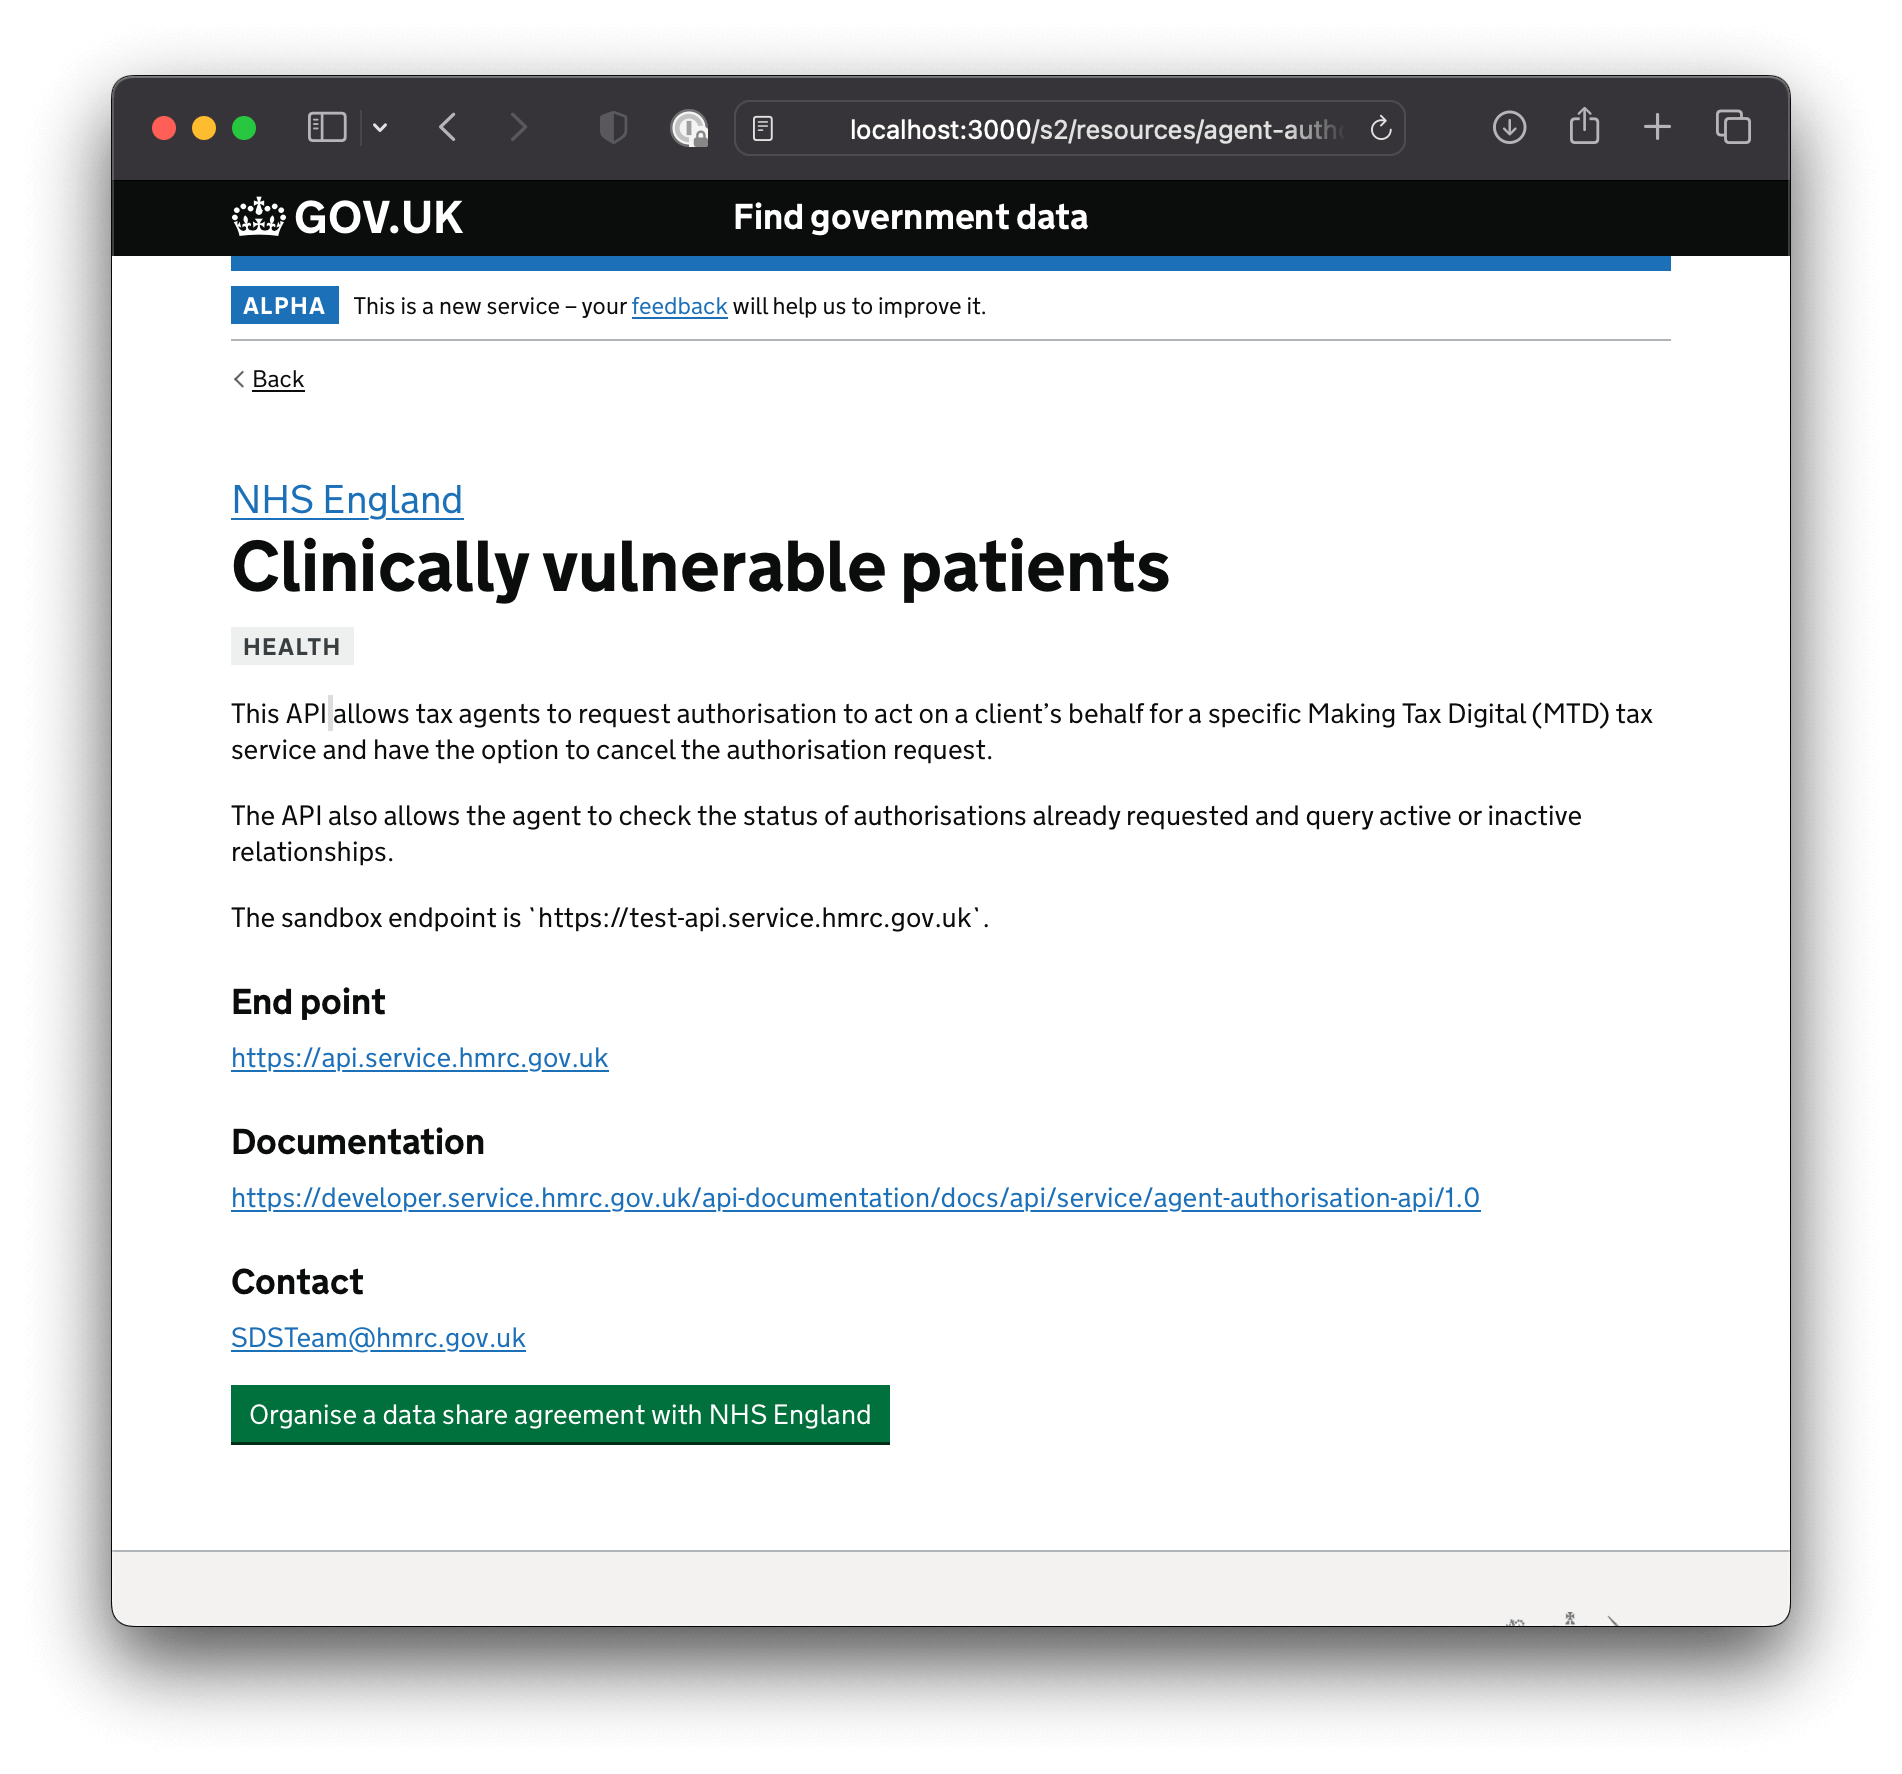 localhost:3000/s2/resources/agent-auth
GOV.UK
Find government data
ALPHA This is a new service – your feedback will help us to improve it.
Back
NHS England
Clinically vulnerable patients
HEALTH
This API allows tax agents to request authorisation to act on a client’s behalf for a specific Making Tax Digital (MTD) tax
service and have the option to cancel the authorisation request.
The API also allows the agent to check the status of authorisations already requested and query active or inactive
relationships.
The sandbox endpoint is `https://test-api.service.hmrc.gov.uk`.
End point
https://api.service.hmrc.gov.uk
Documentation
https://developer.service.hmrc.gov.uk/api-documentation/docs/api/service/agent-authorisation-api/1.0
Contact
SDSTeam@hmrc.gov.uk
Organise a data share agreement with NHS England